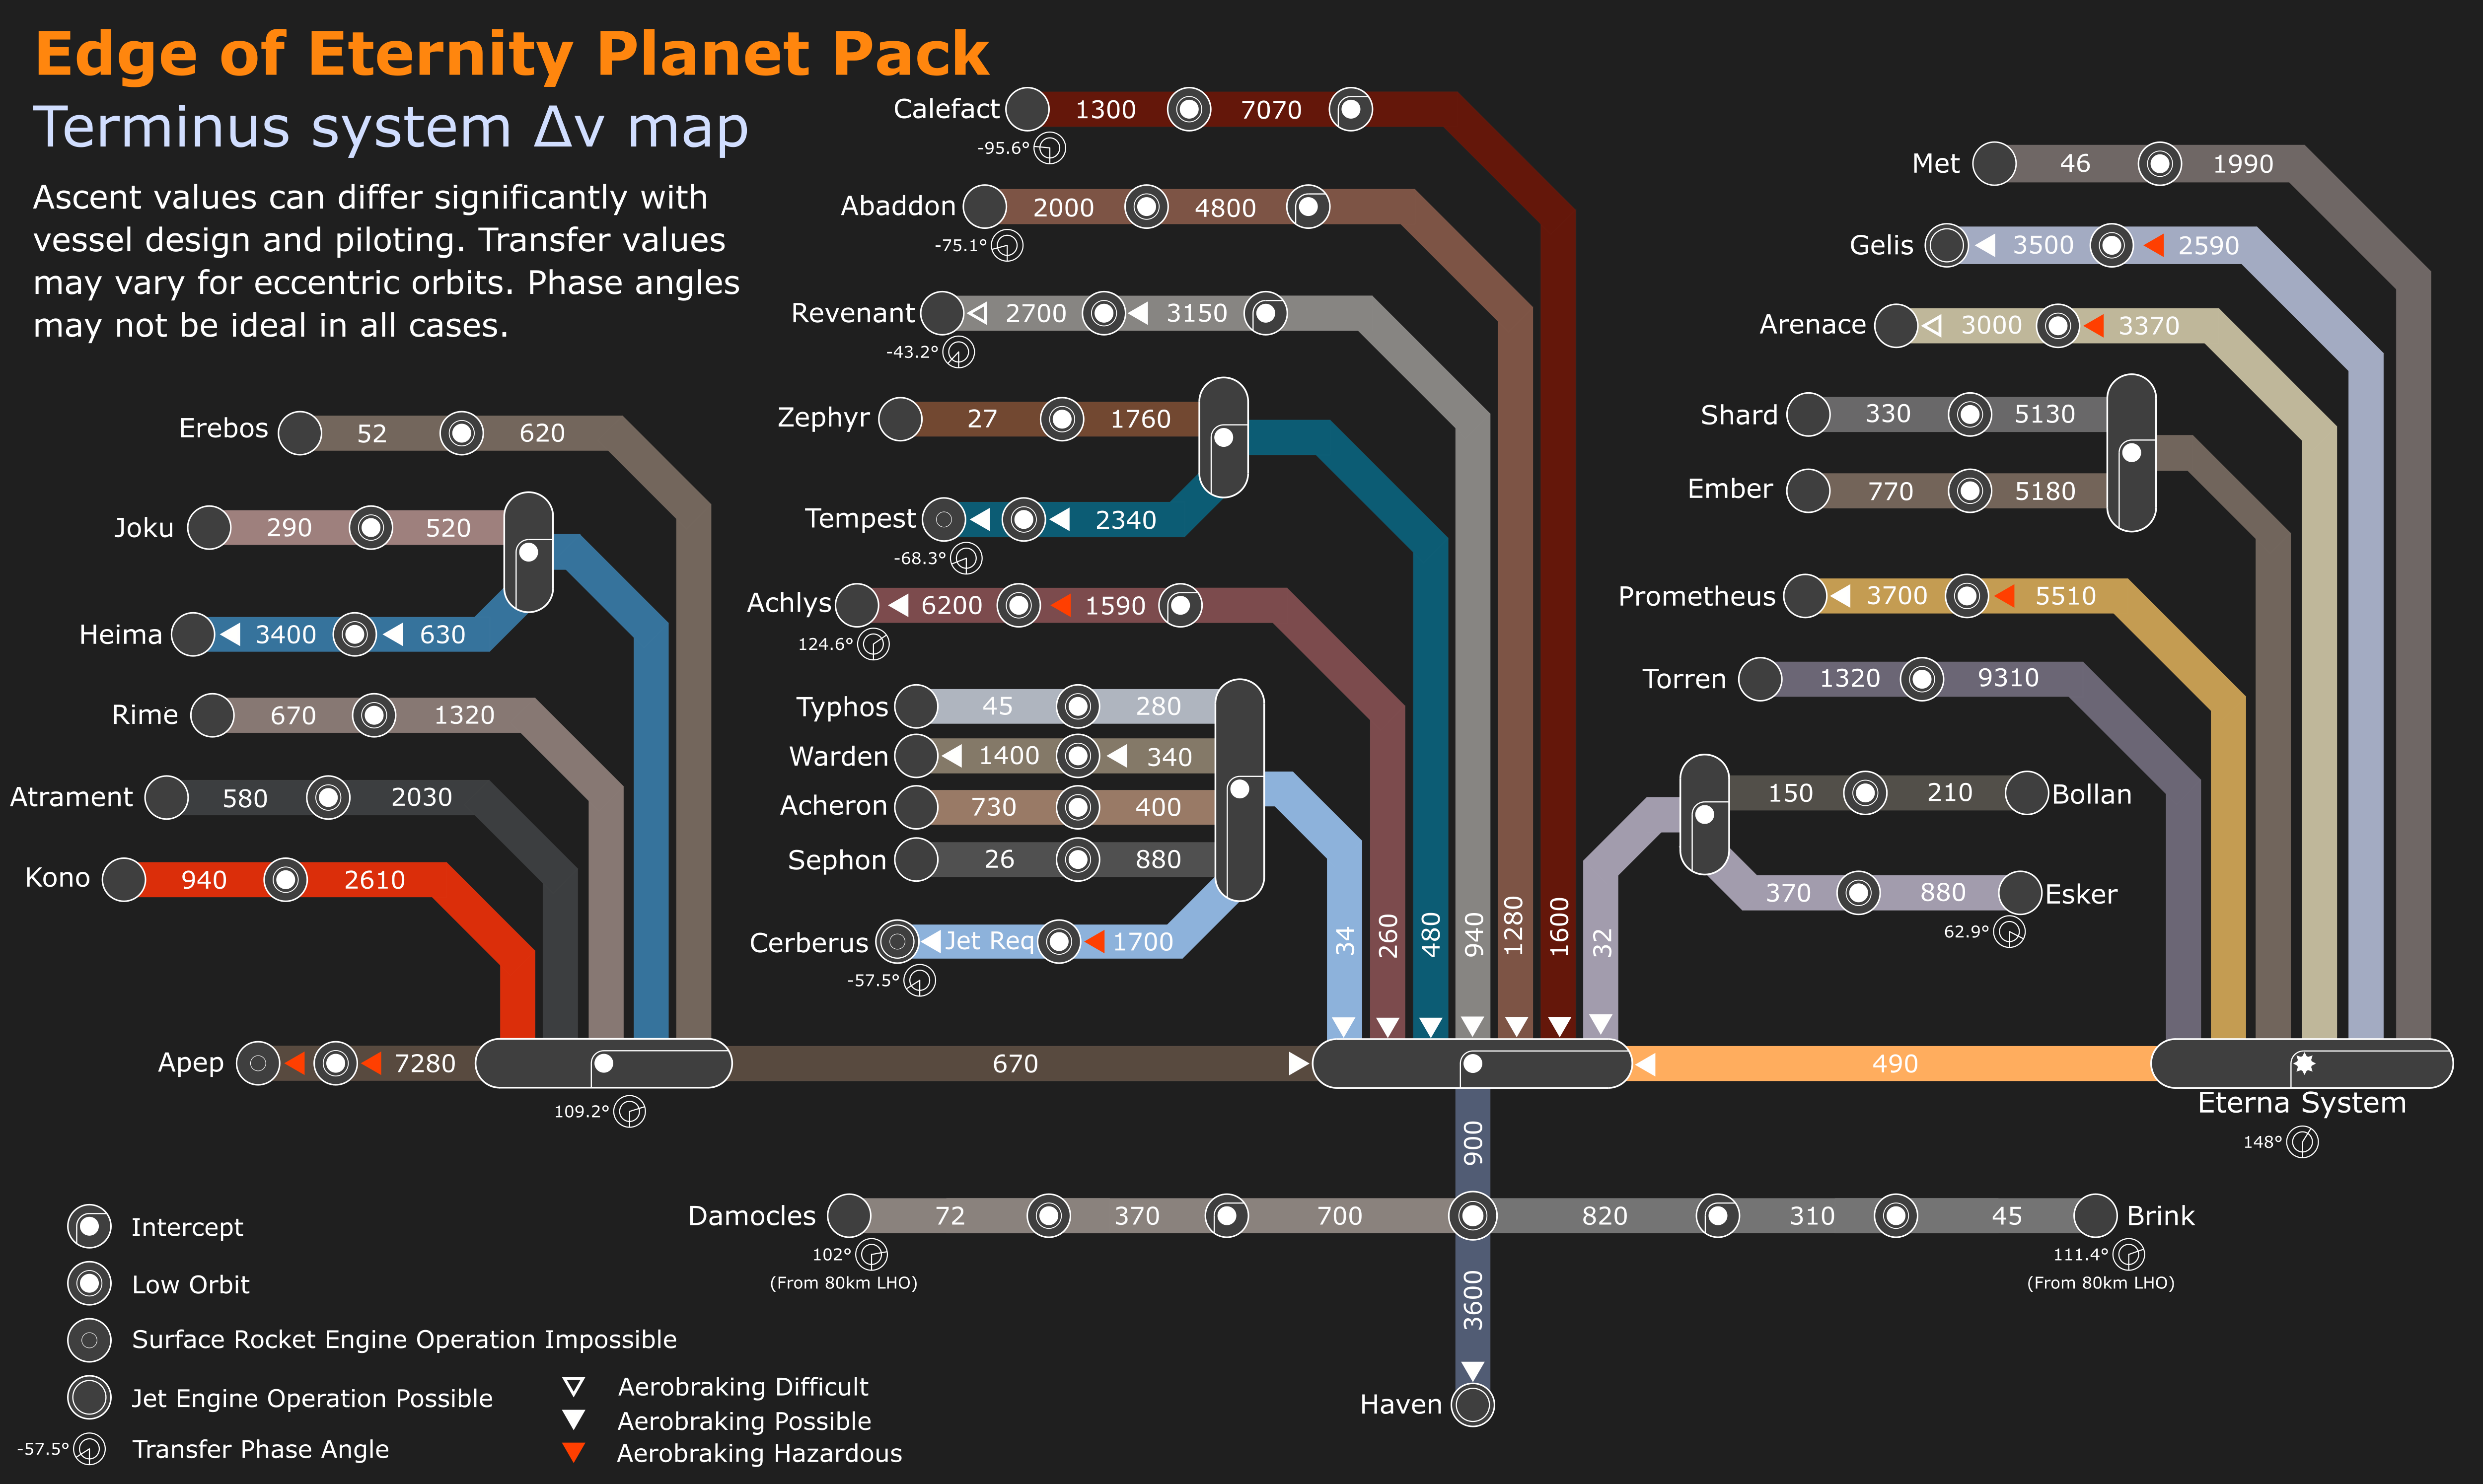 Edge of Eternity Planet Pack
Terminus system Δv map
Ascent values can differ significantly with
vessel design and piloting. Transfer values
may vary for eccentric orbits. Phase angles
may not be ideal in all cases.
Erebos 52 620
Joku 290 520
Heima 3400 630
Rime 670 1320
Atrament 580 2030
Kono 940 2610
Apep 7280
109.2°
670
Calefact 1300 7070
-95.6°
Abaddon 2000 4800
-75.1°
Revenant 2700 3150
-43.2°
Zephyr 27 1760
Tempest 2340
-68.3°
Achlys 6200 1590
124.6°
Typhos 45 280
Warden 1400 340
Acheron 730 400
Sephon 26 880
Cerberus Jet Req 1700
-57.5°
34
260
480
940
1280
1600
32
Met 46 1990
Gelis 3500 2590
Arenace 3000 3370
Shard 330 5130
Ember 770 5180
Prometheus 3700 5510
Torren 1320 9310
150 210 Bollan
370 880 Esker
62.9°
490
Eterna System
148°
900
Damocles 72 370 700 820 310 45 Brink
102°
(From 80km LHO)
111.4°
(From 80km LHO)
3600
Haven
Intercept
Low Orbit
Surface Rocket Engine Operation Impossible
Jet Engine Operation Possible
-57.5° Transfer Phase Angle
Aerobraking Difficult
Aerobraking Possible
Aerobraking Hazardous